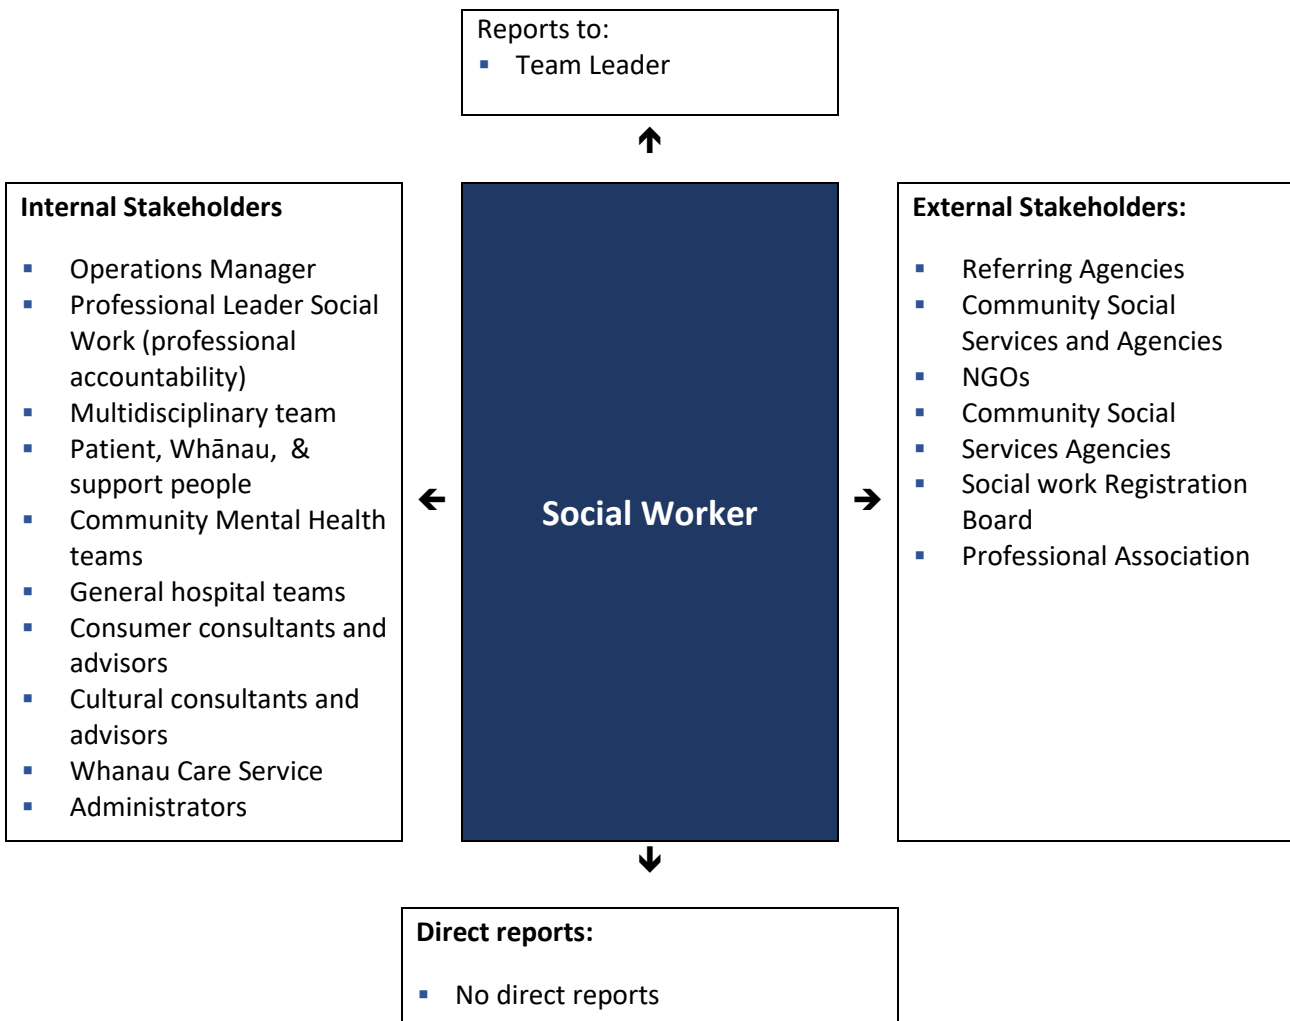 Reports to:
▪ Team Leader
🡹
Internal Stakeholders
▪ Operations Manager
▪ Professional Leader Social
Work (professional
accountability)
▪ Multidisciplinary team
▪ Patient, Whānau, &
support people
▪ Community Mental Health
teams
▪ General hospital teams
▪ Consumer consultants and
advisors
▪ Cultural consultants and
advisors
▪ Whanau Care Service
▪ Administrators
🡸
Social Worker
🡺
External Stakeholders:
▪ Referring Agencies
▪ Community Social
Services and Agencies
▪ NGOs
▪ Community Social
▪ Services Agencies
▪ Social work Registration
Board
▪ Professional Association
🡻
Direct reports:
▪ No direct reports